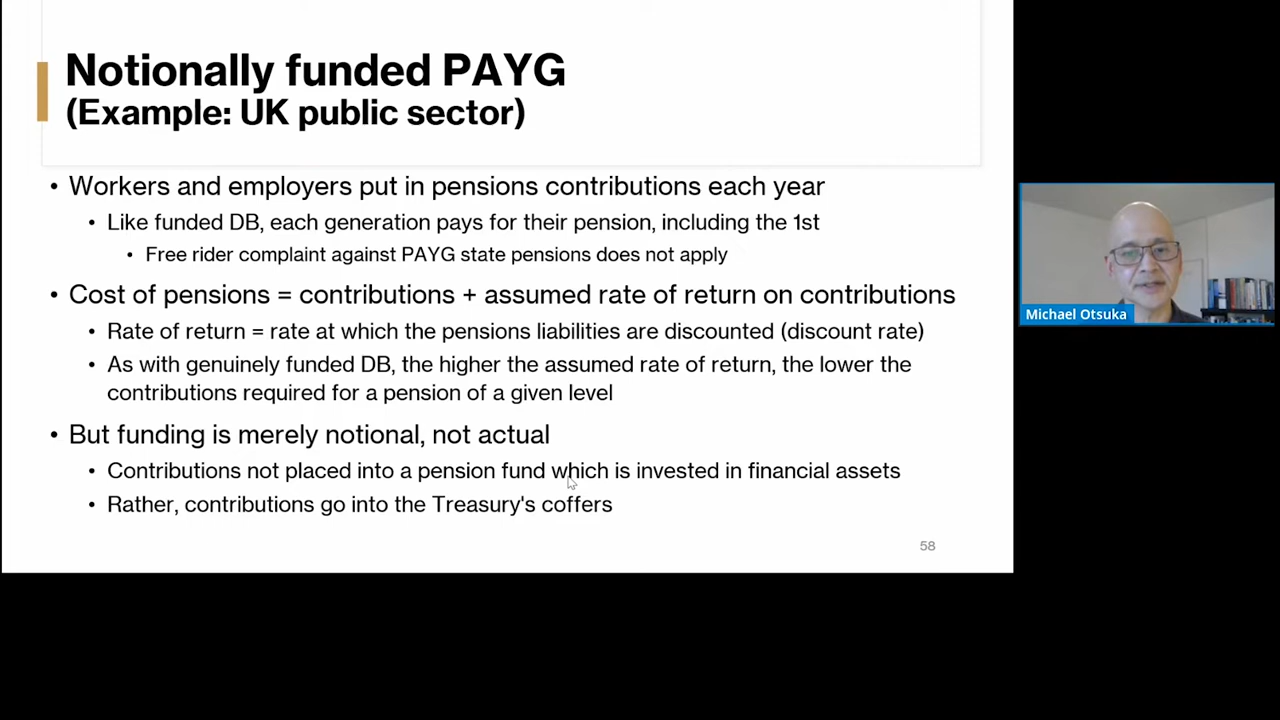 Notionally funded PAYG
(Example: UK public sector)
• Workers and employers put in pensions contributions each year
• Like funded DB, each generation pays for their pension, including the 1st
• Free rider complaint against PAYG state pensions does not apply
• Cost of pensions = contributions + assumed rate of return on contributions
• Rate of return = rate at which the pensions liabilities are discounted (discount rate)
• As with genuinely funded DB, the higher the assumed rate of return, the lower the
contributions required for a pension of a given level
• But funding is merely notional, not actual
• Contributions not placed into a pension fund which is invested in financial assets
• Rather, contributions go into the Treasury's coffers
58
Michael Otsuka